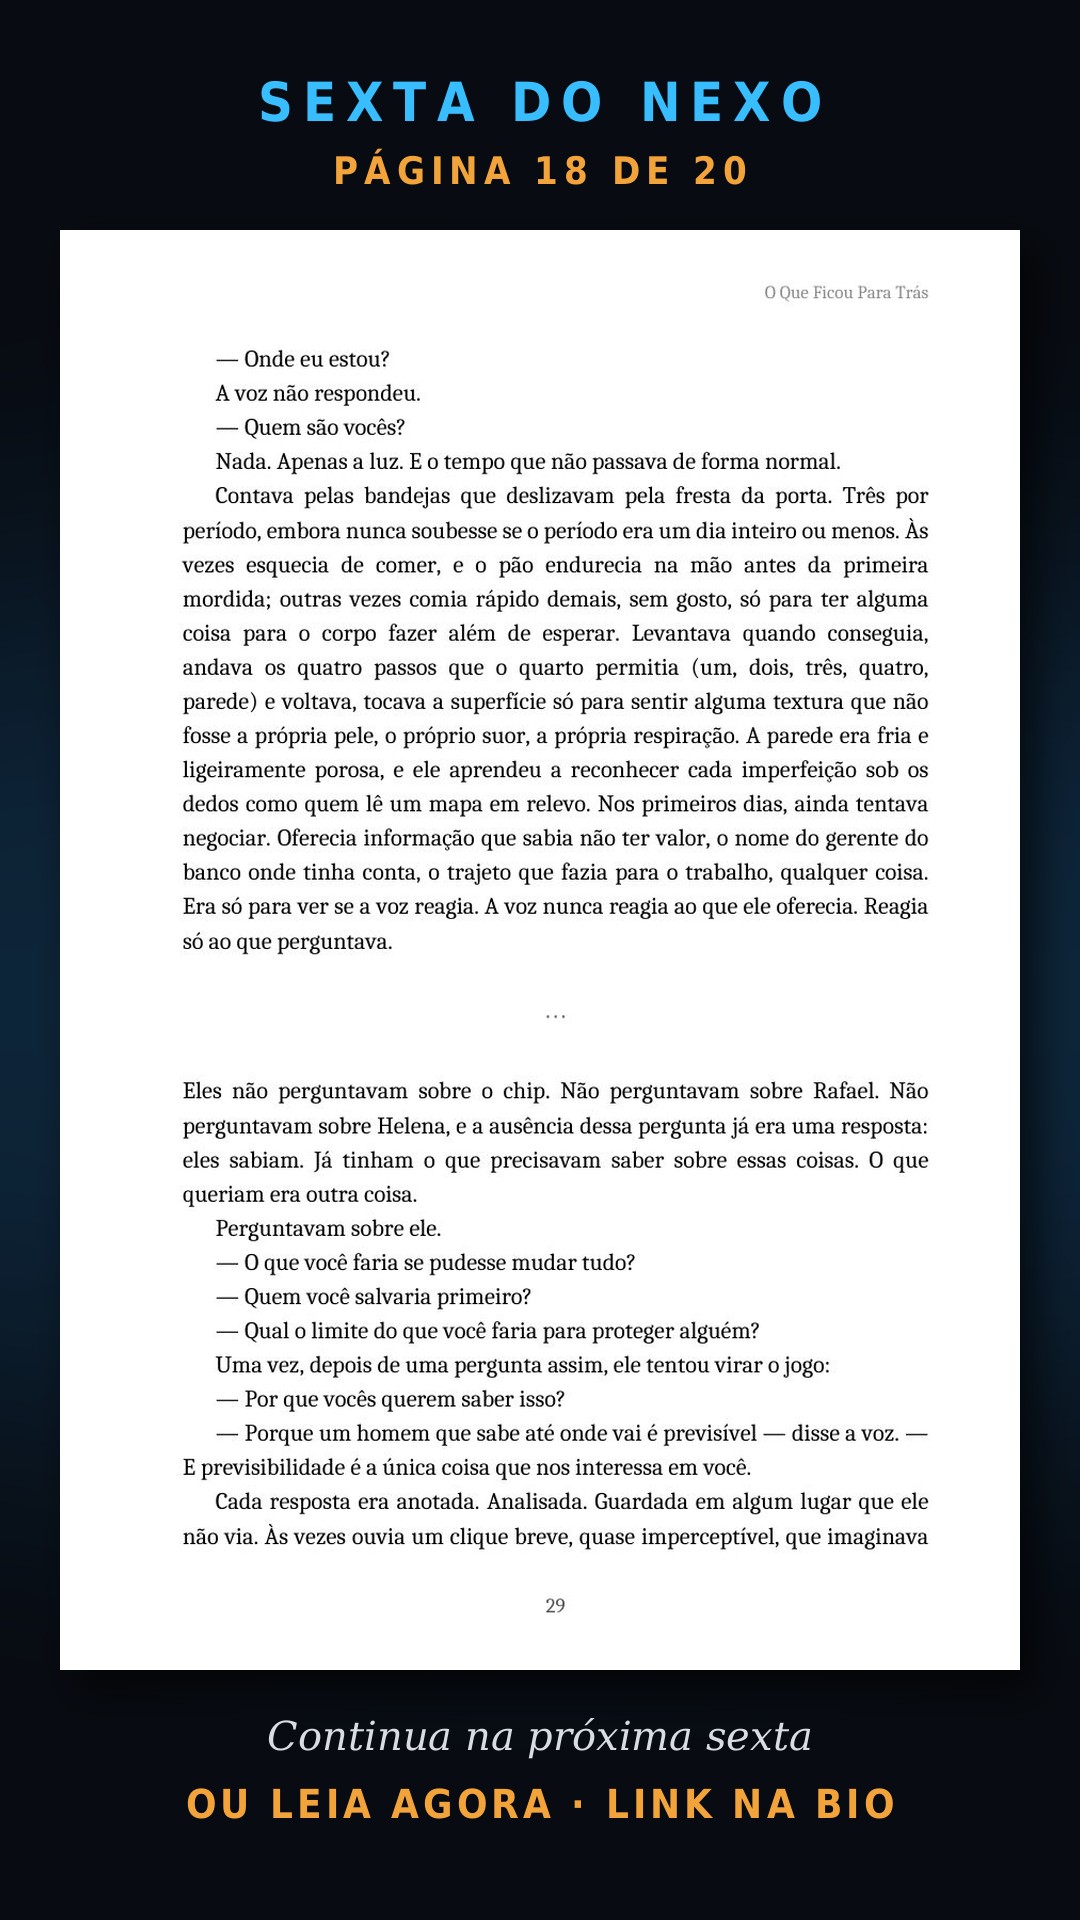 SEXTA DO NEXO
PÁGINA 18 DE 20
O Que Ficou Para Trás
— Onde eu estou?
A voz não respondeu.
— Quem são vocês?
Nada. Apenas a luz. E o tempo que não passava de forma normal.
Contava pelas bandejas que deslizavam pela fresta da porta. Três por
período, embora nunca soubesse se o período era um dia inteiro ou menos. Às
vezes esquecia de comer, e o pão endurecia na mão antes da primeira
mordida; outras vezes comia rápido demais, sem gosto, só para ter alguma
coisa para o corpo fazer além de esperar. Levantava quando conseguia,
andava os quatro passos que o quarto permitia (um, dois, três, quatro,
parede) e voltava, tocava a superfície só para sentir alguma textura que não
fosse a própria pele, o próprio suor, a própria respiração. A parede era fria e
ligeiramente porosa, e ele aprendeu a reconhecer cada imperfeição sob os
dedos como quem lê um mapa em relevo. Nos primeiros dias, ainda tentava
negociar. Oferecia informação que sabia não ter valor, o nome do gerente do
banco onde tinha conta, o trajeto que fazia para o trabalho, qualquer coisa.
Era só para ver se a voz reagia. A voz nunca reagia ao que ele oferecia. Reagia
só ao que perguntava.
...
Eles não perguntavam sobre o chip. Não perguntavam sobre Rafael. Não
perguntavam sobre Helena, e a ausência dessa pergunta já era uma resposta:
eles sabiam. Já tinham o que precisavam saber sobre essas coisas. O que
queriam era outra coisa.
Perguntavam sobre ele.
— O que você faria se pudesse mudar tudo?
— Quem você salvaria primeiro?
— Qual o limite do que você faria para proteger alguém?
Uma vez, depois de uma pergunta assim, ele tentou virar o jogo:
— Por que vocês querem saber isso?
— Porque um homem que sabe até onde vai é previsível — disse a voz. —
E previsibilidade é a única coisa que nos interessa em você.
Cada resposta era anotada. Analisada. Guardada em algum lugar que ele
não via. Às vezes ouvia um clique breve, quase imperceptível, que imaginava
29
Continua na próxima sexta
OU LEIA AGORA · LINK NA BIO